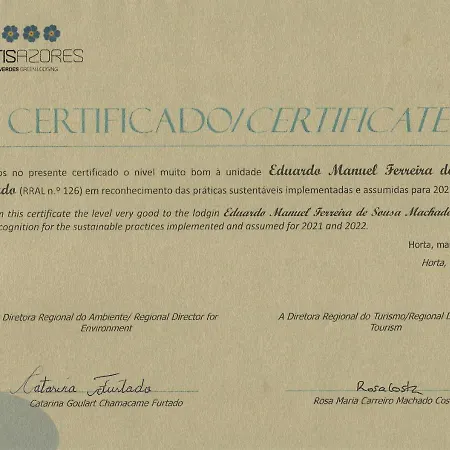 TISAZORES
VERDES GREEN LODGING
CERTIFICADO/CERTIFICATE
os no presente certificado o nível muito bom à unidade Eduardo Manuel Ferreira de
ado (RRAL n.º 126) em reconhecimento das práticas sustentáveis implementadas e assumidas para 202
n this certificate the level very good to the lodgin Eduardo Manuel Ferreira de Sousa Machado
cognition for the sustainable practices implemented and assumed for 2021 and 2022.
Horta, ma
Horta,
Diretora Regional do Ambiente/ Regional Director for
Environment
A Diretora Regional do Turismo/Regional D
Tourism
Catarina Furtado
Catarina Goulart Chamacame Furtado
Rosa Costa
Rosa Maria Carreiro Machado Cos